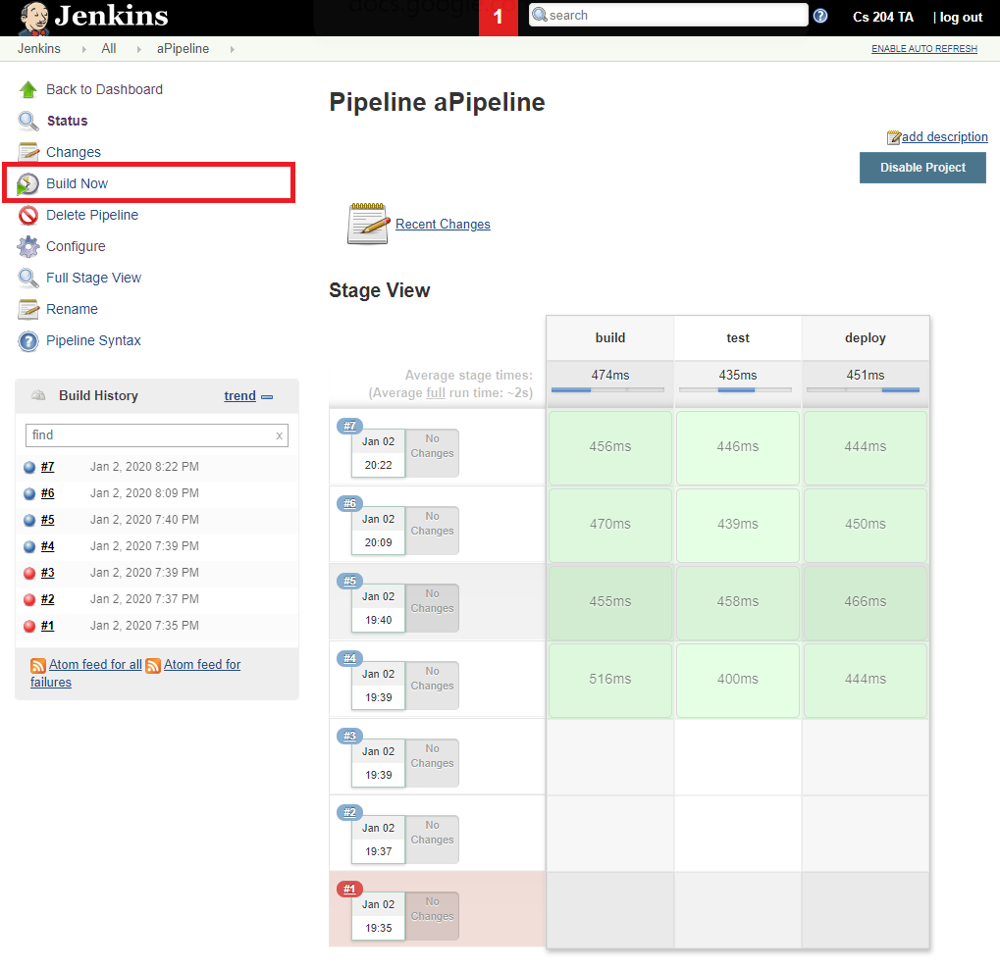 Jenkins
docs.google.co
1
search
Cs 204 TA
| log out
Jenkins All aPipeline
ENABLE AUTO REFRESH
Back to Dashboard
Status
Changes
Build Now
Delete Pipeline
Configure
Full Stage View
Rename
Pipeline Syntax
Build History trend
find x
#7 Jan 2, 2020 8:22 PM
#6 Jan 2, 2020 8:09 PM
#5 Jan 2, 2020 7:40 PM
#4 Jan 2, 2020 7:39 PM
#3 Jan 2, 2020 7:39 PM
#2 Jan 2, 2020 7:37 PM
#1 Jan 2, 2020 7:35 PM
Atom feed for all Atom feed for
failures
Pipeline aPipeline
add description
Disable Project
Recent Changes
Stage View
build test deploy
Average stage times:
(Average full run time: ~2s)
474ms 435ms 451ms
#7
Jan 02
20:22
No
Changes
456ms 446ms 444ms
#6
Jan 02
20:09
No
Changes
470ms 439ms 450ms
#5
Jan 02
19:40
No
Changes
455ms 458ms 466ms
#4
Jan 02
19:39
No
Changes
516ms 400ms 444ms
#3
Jan 02
19:39
No
Changes
#2
Jan 02
19:37
No
Changes
#1
Jan 02
19:35
No
Changes